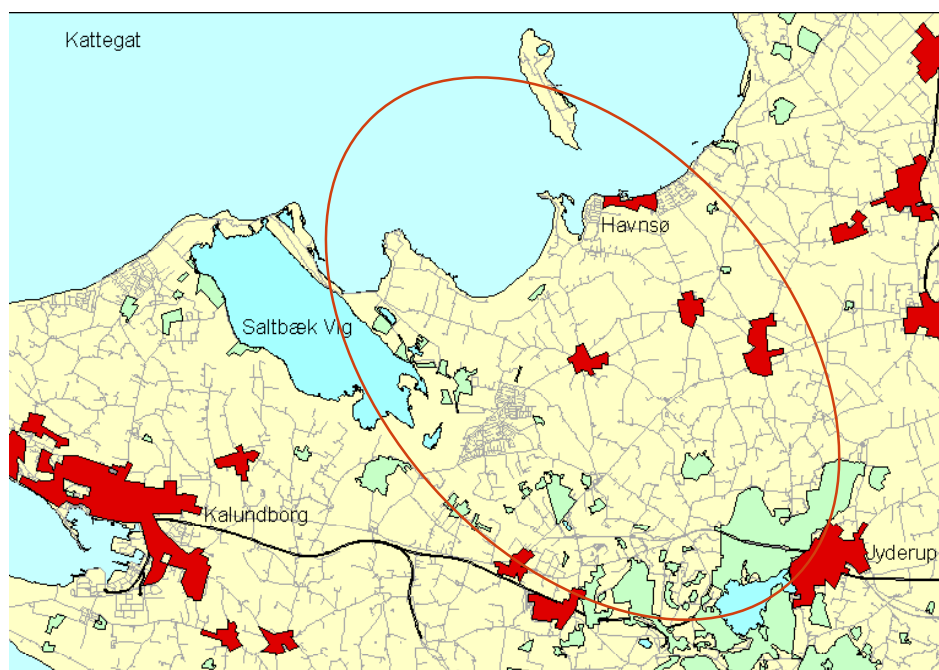 Kattegat
Havnsø
Saltbæk Vig
Kalundborg
Jyderup